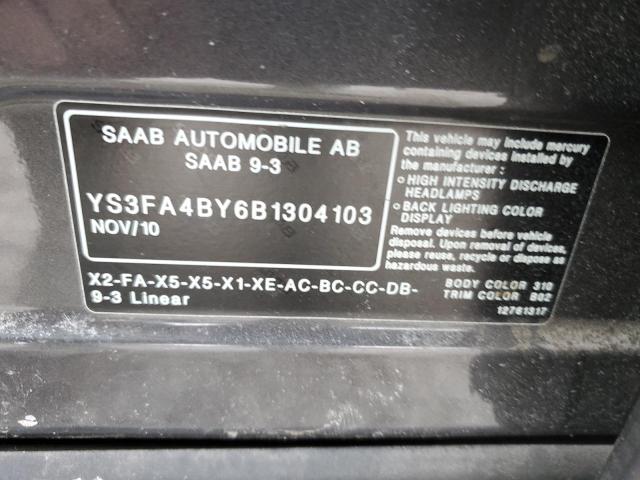 SAAB AUTOMOBILE AB
SAAB 9-3
YS3FA4BY6B1304103
NOV/10
X2-FA-X5-X5-X1-XE-AC-BC-CC-DB-
9-3 Linear
This vehicle may include mercury
containing devices installed by
the manufacturer :
HIGH INTENSITY DISCHARGE
HEADLAMPS
BACK LIGHTING COLOR
DISPLAY
Remove devices before vehicle
disposal. Upon removal of devices,
please reuse, recycle or dispose as
hazardous waste.
BODY COLOR 310
TRIM COLOR B02
12761317